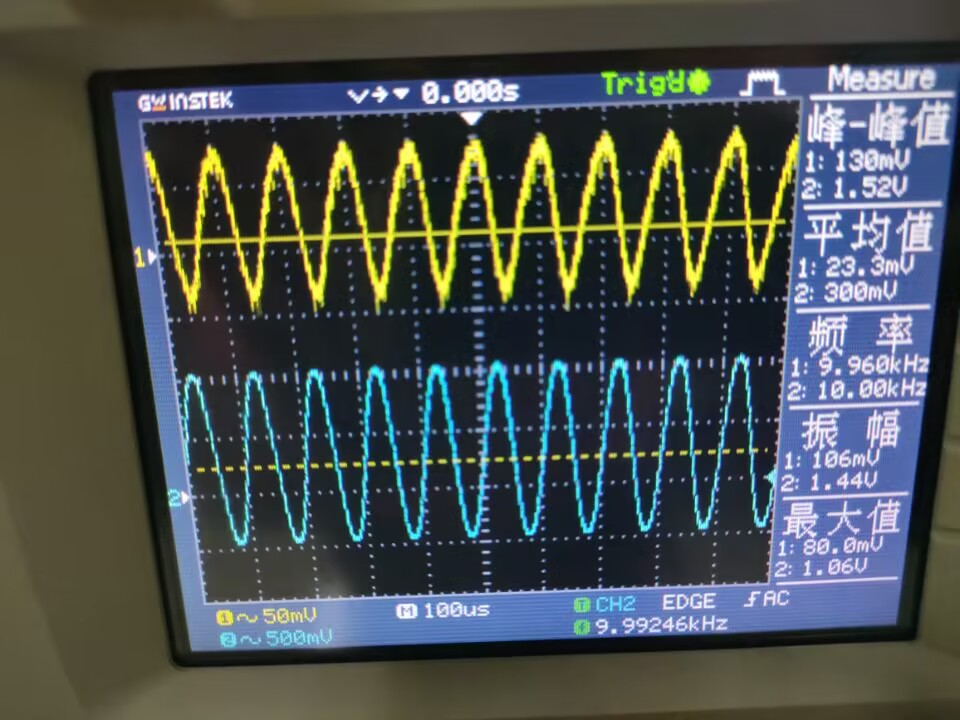 GW INSTEK 0.000s Trig'd Measure
峰-峰值
1: 130mV
2: 1.52V
平均值
1: 23.3mV
2: 300mV
频 率
1: 9.960kHz
2: 10.00kHz
振 幅
1: 106mV
2: 1.44V
最大值
1: 80.0mV
2: 1.06V
1
2
1 ~ 50mV M 100us T CH2 EDGE AC
2 ~ 500mV F 9.99246kHz